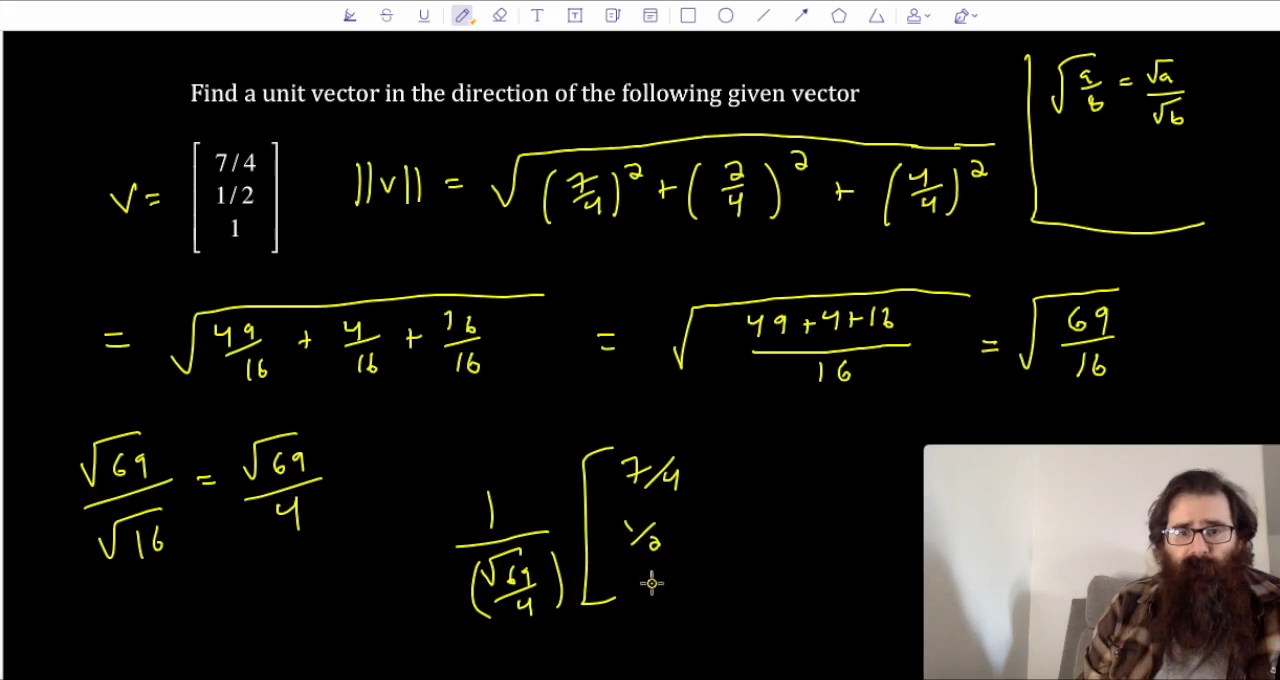 Find a unit vector in the direction of the following given vector
√(a/b) = √a/√b
v = [7/4
1/2
1]
||v|| = √((7/4)² + (2/4)² + (4/4)²)
= √(49/16 + 4/16 + 16/16) = √((49+4+16)/16) = √(69/16)
√69/√16 = √69/4
1/(√69/4) [7/4
1/2